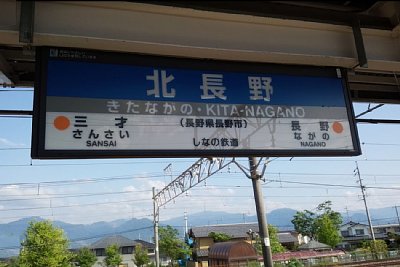 北長野
きたながの・KITA-NAGANO
三才 (長野県長野市) 長野
さんさい ながの
SANSAI しなの鉄道 NAGANO